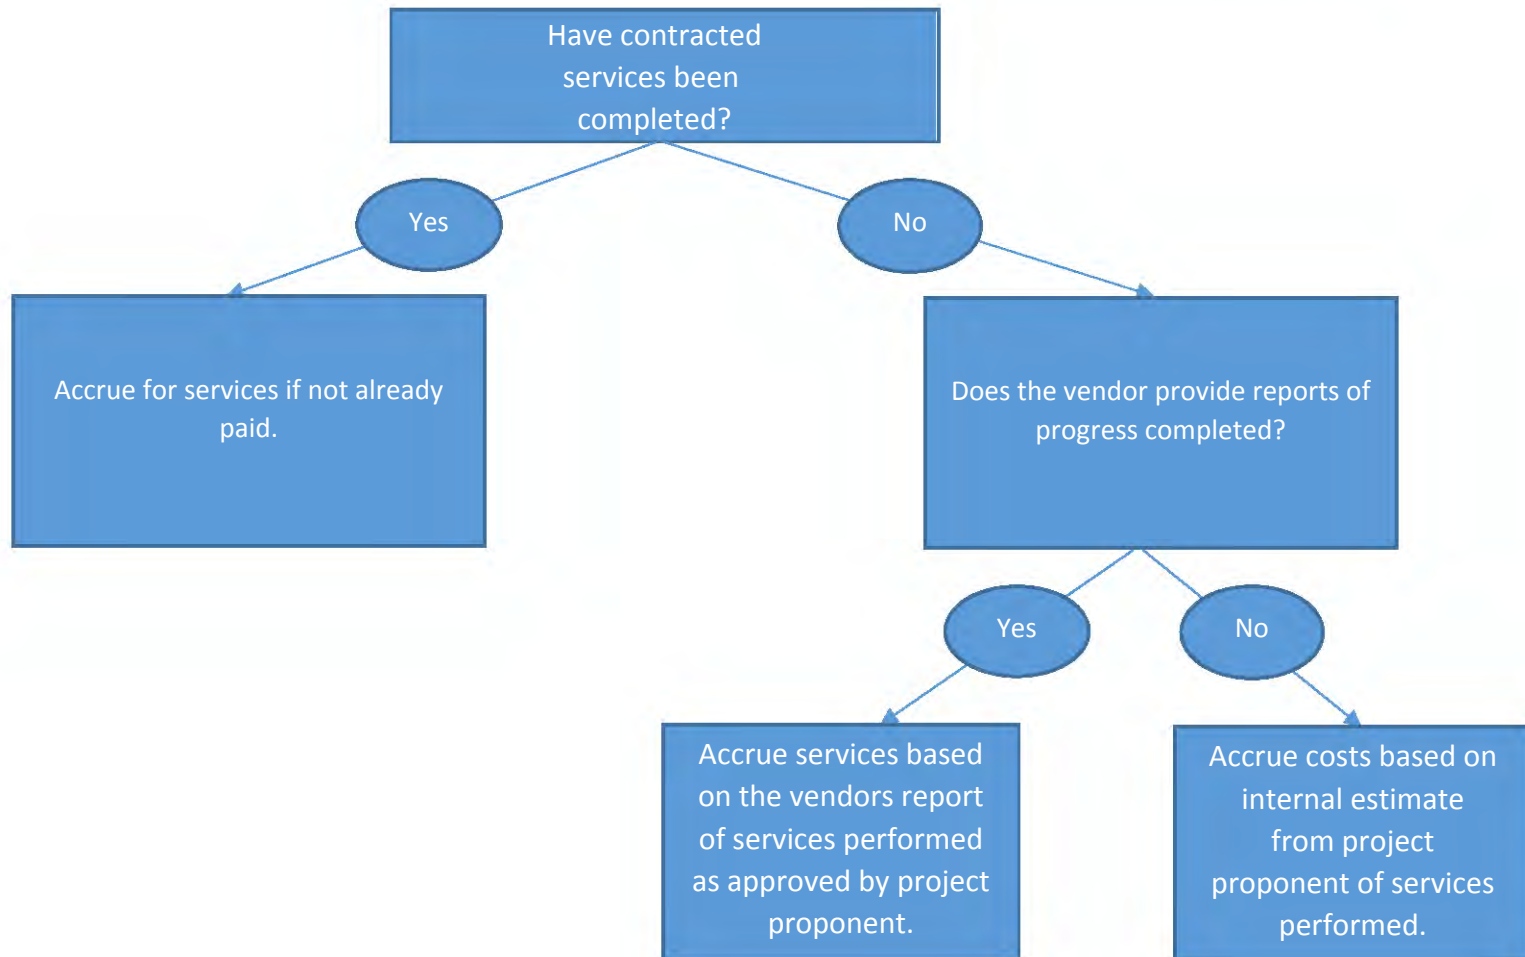 Have contracted
services been
completed?
Yes
No
Accrue for services if not already
paid.
Does the vendor provide reports of
progress completed?
Yes
No
Accrue services based
on the vendors report
of services performed
as approved by project
proponent.
Accrue costs based on
internal estimate
from project
proponent of services
performed.